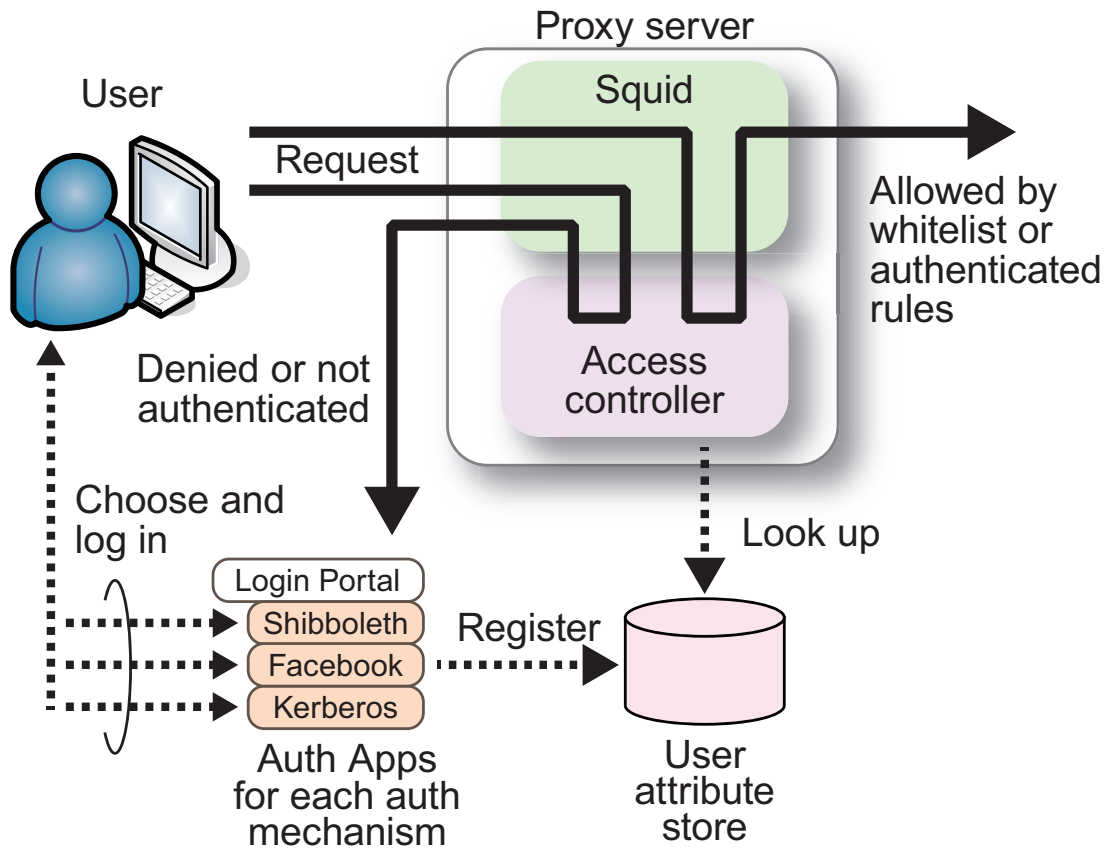 Proxy server
User
Squid
Request
Allowed by
whitelist or
authenticated
rules
Access
controller
Denied or not
authenticated
Choose and
log in
Look up
Login Portal
Shibboleth
Facebook
Kerberos
Register
Auth Apps
for each auth
mechanism
User
attribute
store